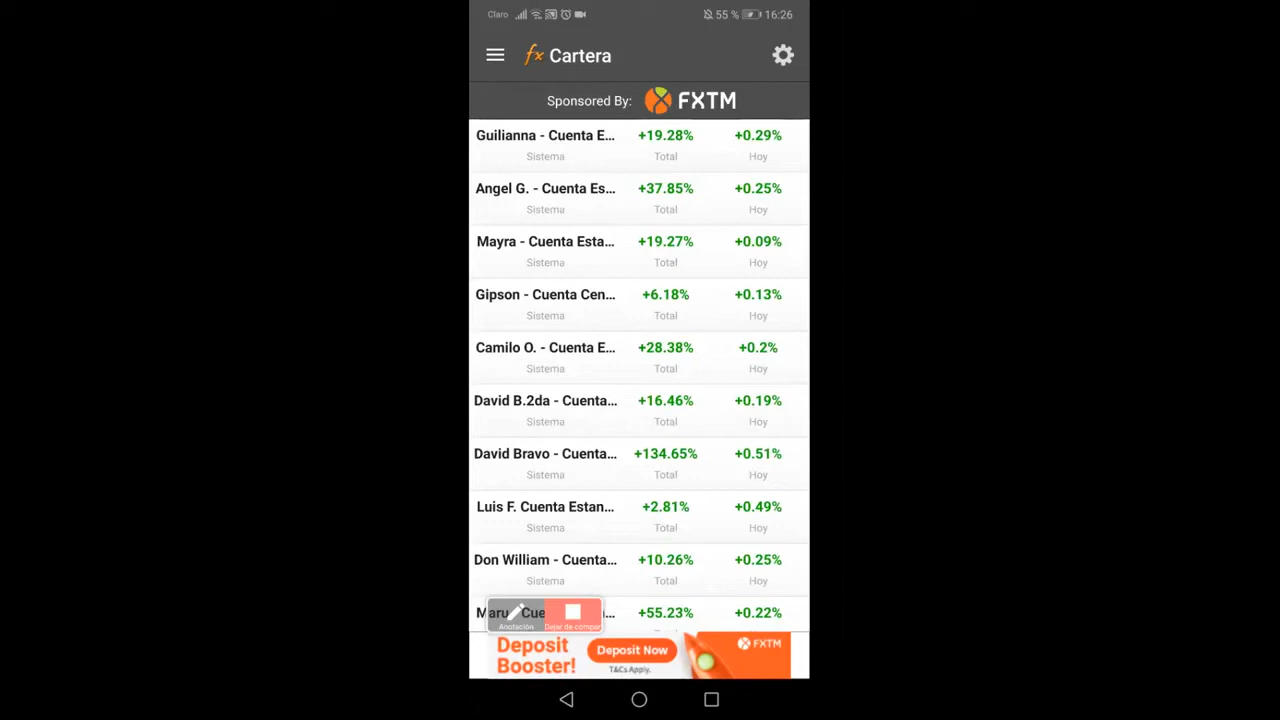 Claro 55 % 16:26
fx Cartera
Sponsored By: FXTM
Guilianna - Cuenta E... +19.28% +0.29%
Sistema Total Hoy
Angel G. - Cuenta Es... +37.85% +0.25%
Sistema Total Hoy
Mayra - Cuenta Esta... +19.27% +0.09%
Sistema Total Hoy
Gipson - Cuenta Cen... +6.18% +0.13%
Sistema Total Hoy
Camilo O. - Cuenta E... +28.38% +0.2%
Sistema Total Hoy
David B.2da - Cuenta... +16.46% +0.19%
Sistema Total Hoy
David Bravo - Cuenta... +134.65% +0.51%
Sistema Total Hoy
Luis F. Cuenta Estan... +2.81% +0.49%
Sistema Total Hoy
Don William - Cuenta... +10.26% +0.25%
Sistema Total Hoy
+55.23% +0.22%
Anotación Dejar de compar
Deposit Booster!
Deposit Now
T&Cs Apply.
FXTM